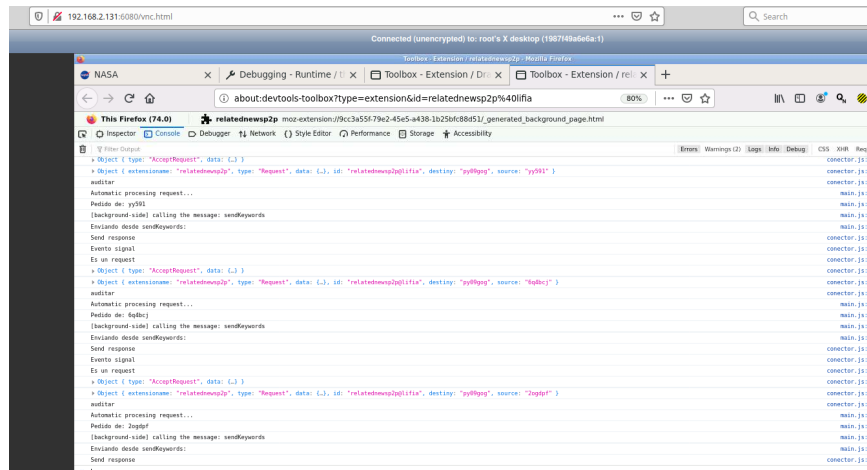 192.168.2.131:6080/vnc.html
Search
Connected (unencrypted) to: root's X desktop (1987f49a6e6a:1)
Toolbox - Extension / relatednewsp2p - Mozilla Firefox
NASA
Debugging - Runtime / t
Toolbox - Extension / Dra
Toolbox - Extension / rela
about:devtools-toolbox?type=extension&id=relatednewsp2p%40lifia
80%
This Firefox (74.0)
relatednewsp2p moz-extension://9cc3a55f-79e2-45e5-a438-1b25bfc88d51/_generated_background_page.html
Inspector Console Debugger Network Style Editor Performance Storage Accessibility
Filter Output
Errors Warnings (2) Logs Info Debug CSS XHR Req
Object { type: "AcceptRequest", data: {…} } conector.js:
Object { extensioname: "relatednewsp2p", type: "Request", data: {…}, id: "relatednewsp2p@lifia", destiny: "py09gog", source: "yy591" } conector.js:
auditar conector.js:
Automatic procesing request... main.js:
Pedido de: yy591 main.js:
[background-side] calling the message: sendKeywords main.js:
Enviando desde sendKeywords: main.js:
Send response conector.js:
Evento signal conector.js:
Es un request conector.js:
Object { type: "AcceptRequest", data: {…} } conector.js:
Object { extensioname: "relatednewsp2p", type: "Request", data: {…}, id: "relatednewsp2p@lifia", destiny: "py09gog", source: "6q4bcj" } conector.js:
auditar conector.js:
Automatic procesing request... main.js:
Pedido de: 6q4bcj main.js:
[background-side] calling the message: sendKeywords main.js:
Enviando desde sendKeywords: main.js:
Send response conector.js:
Evento signal conector.js:
Es un request conector.js:
Object { type: "AcceptRequest", data: {…} } conector.js:
Object { extensioname: "relatednewsp2p", type: "Request", data: {…}, id: "relatednewsp2p@lifia", destiny: "py09gog", source: "2ogdpf" } conector.js:
auditar conector.js:
Automatic procesing request... main.js:
Pedido de: 2ogdpf main.js:
[background-side] calling the message: sendKeywords main.js:
Enviando desde sendKeywords: main.js:
Send response conector.js: